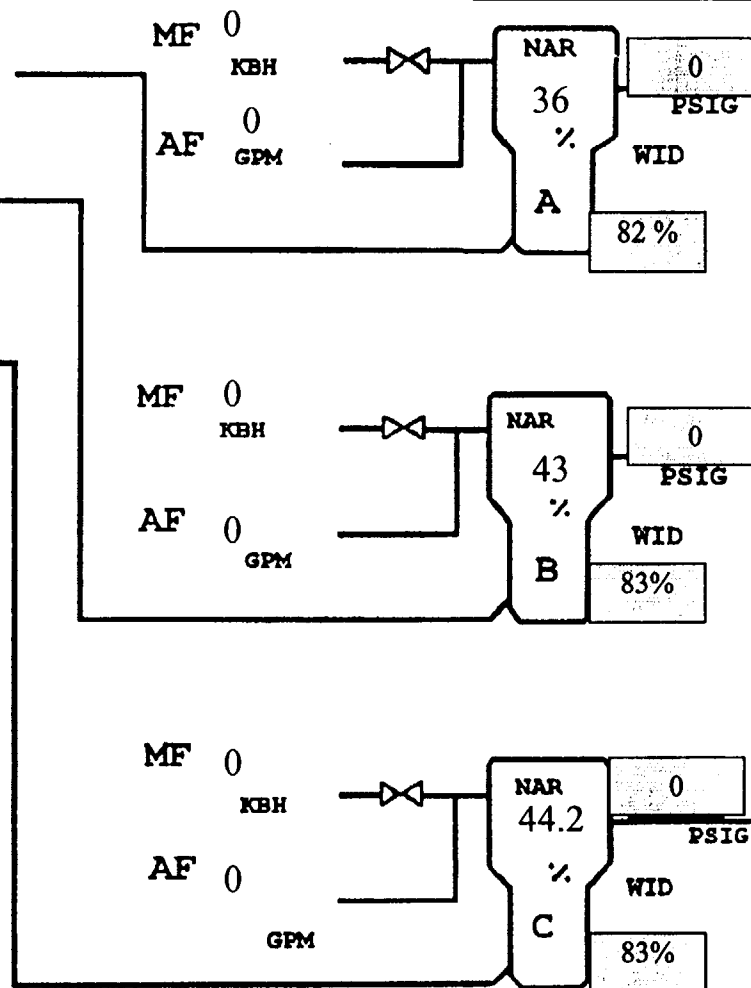 MF 0 KBH
NAR
0
PSIG
36
%
AF 0 GPM
WID
A
82 %
MF 0 KBH
NAR
0
PSIG
43
%
AF 0 GPM
WID
B
83%
MF 0 KBH
NAR
0
PSIG
44.2
%
AF 0
WID
GPM
C
83%